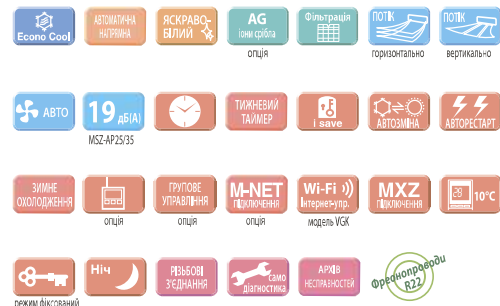 Econo Cool
АВТОМАТИЧНА
НАПРЯМНА
ЯСКРАВО-
БІЛИЙ
AG
іони срібла
опція
Фільтрація
ПОТІК
горизонтально
ПОТІК
вертикально
АВТО
19 дБ(А)
MSZ-AP25/35
ТИЖНЕВИЙ
ТАЙМЕР
i save
АВТОЗМІНА
АВТОРЕСТАРТ
ЗИМНЕ
ОХОЛОДЖЕННЯ
опція
ГРУПОВЕ
УПРАВЛІННЯ
опція
M-NET
ПІДКЛЮЧЕННЯ
опція
Wi-Fi
Інтернет-упр.
модель VGK
MXZ
ПІДКЛЮЧЕННЯ
10°C
режим фіксований
Ніч
РІЗЬБОВІ
З'ЄДНАННЯ
само
діагностика
АРХІВ
НЕСПРАВНОСТЕЙ
Фреонпроводи
R22